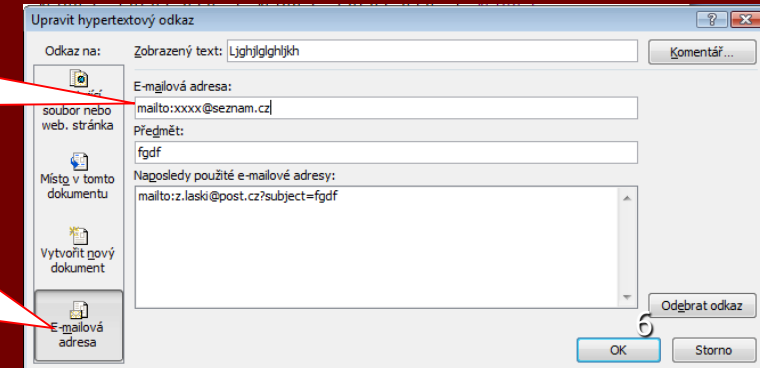 Upravit hypertextový odkaz
Odkaz na:
Zobrazený text: Ljghjlglghljkh
Komentář...
soubor nebo
web. stránka
Místo v tomto
dokumentu
Vytvořit nový
dokument
E-mailová
adresa
E-mailová adresa:
mailto:xxxx@seznam.cz
Předmět:
fgdf
Naposledy použité e-mailové adresy:
mailto:z.laski@post.cz?subject=fgdf
Odebrat odkaz
6
OK
Storno